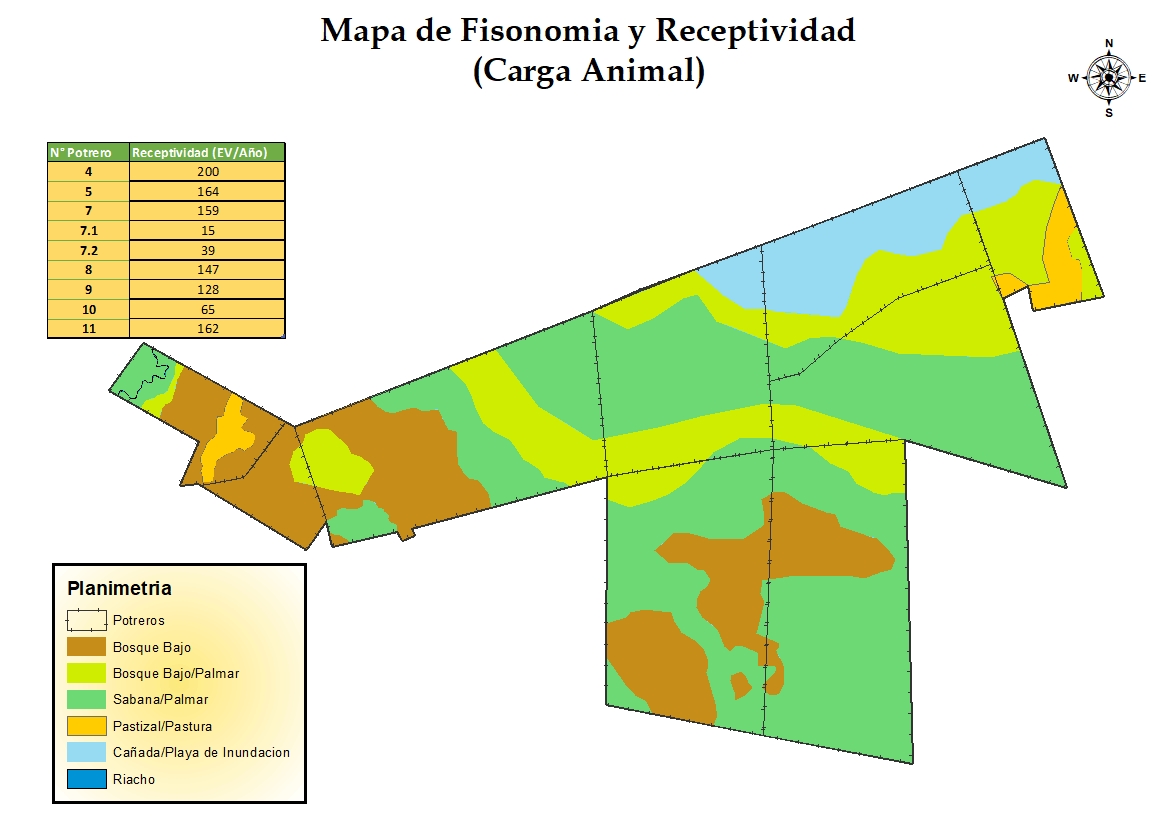 Mapa de Fisonomia y Receptividad
(Carga Animal)
N
W E
S
N° Potrero Receptividad (EV/Año)
4 200
5 164
7 159
7.1 15
7.2 39
8 147
9 128
10 65
11 162
Planimetria
Potreros
Bosque Bajo
Bosque Bajo/Palmar
Sabana/Palmar
Pastizal/Pastura
Cañada/Playa de Inundacion
Riacho